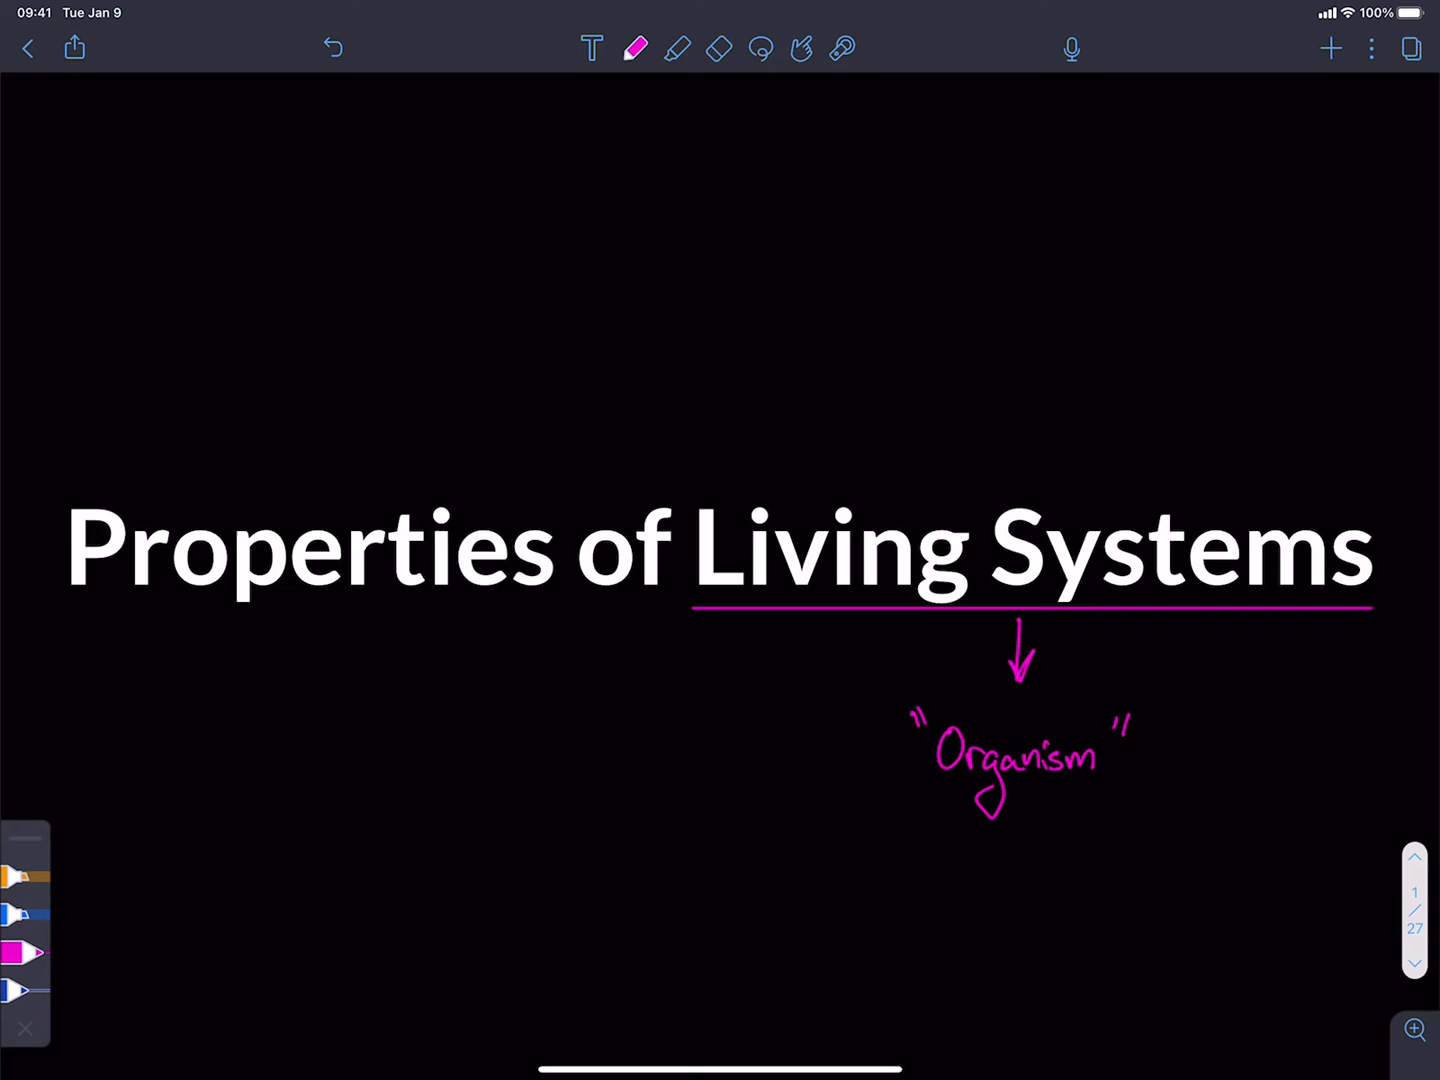 09:41 Tue Jan 9
100%
T
Properties of Living Systems
"Organism"
1
/
27